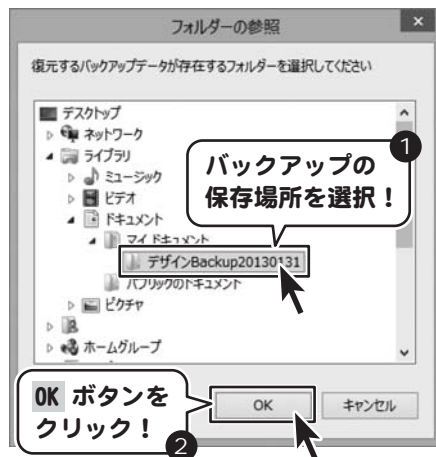 フォルダーの参照
×
復元するバックアップデータが存在するフォルダーを選択してください
デスクトップ
ネットワーク
ライブラリ
ミュージック
ビデオ
ドキュメント
マイ ドキュメント
デザインBackup20130131
パブリックのドキュメント
ピクチャ
ホームグループ
1
バックアップの
保存場所を選択！
OK
キャンセル
OK ボタンを
クリック！
2